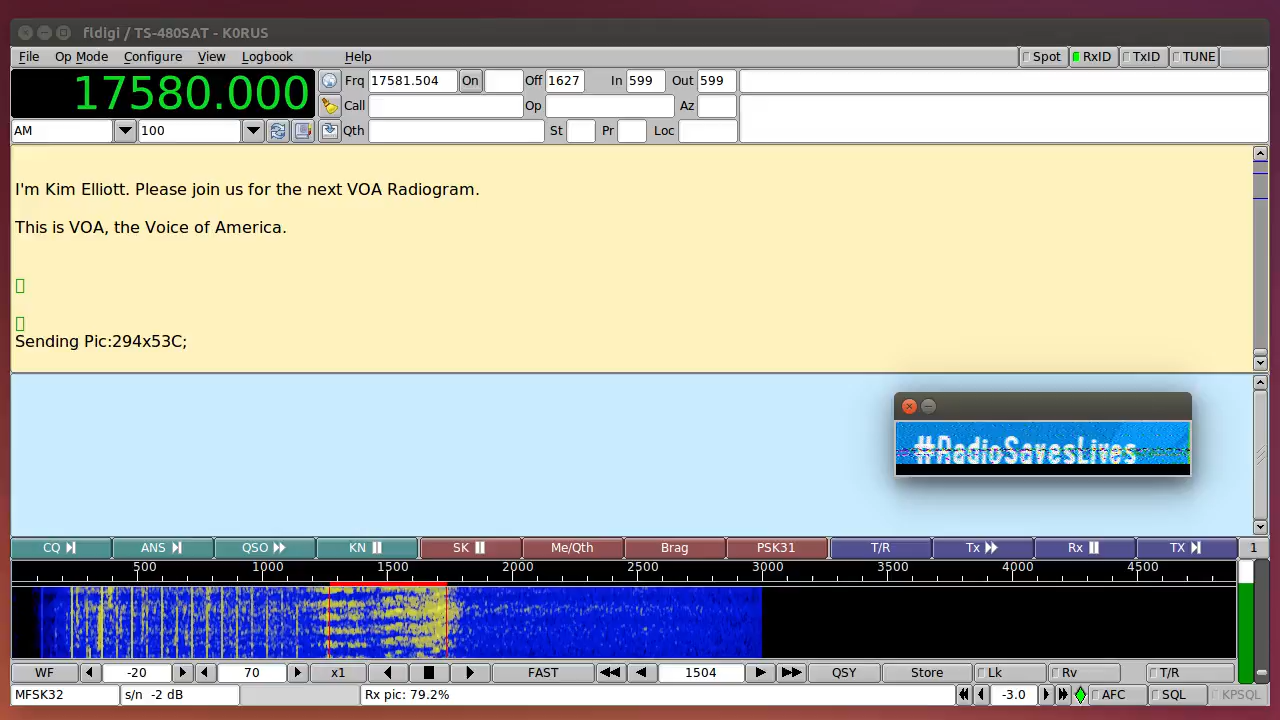 fldigi / TS-480SAT - K0RUS
File Op Mode Configure View Logbook Help Spot RxID TxID TUNE
17580.000 Frq 17581.504 On Off 1627 In 599 Out 599
Call Op Az
AM 100 Qth St Pr Loc
I'm Kim Elliott. Please join us for the next VOA Radiogram.
This is VOA, the Voice of America.
Sending Pic:294x53C;
#RadioSavesLives
CQ ANS QSO KN SK Me/Qth Brag PSK31 T/R Tx Rx TX 1
500 1000 1500 2000 2500 3000 3500 4000 4500
WF -20 70 x1 FAST 1504 QSY Store Lk Rv T/R
MFSK32 s/n -2 dB Rx pic: 79.2% -3.0 AFC SQL KPSQL